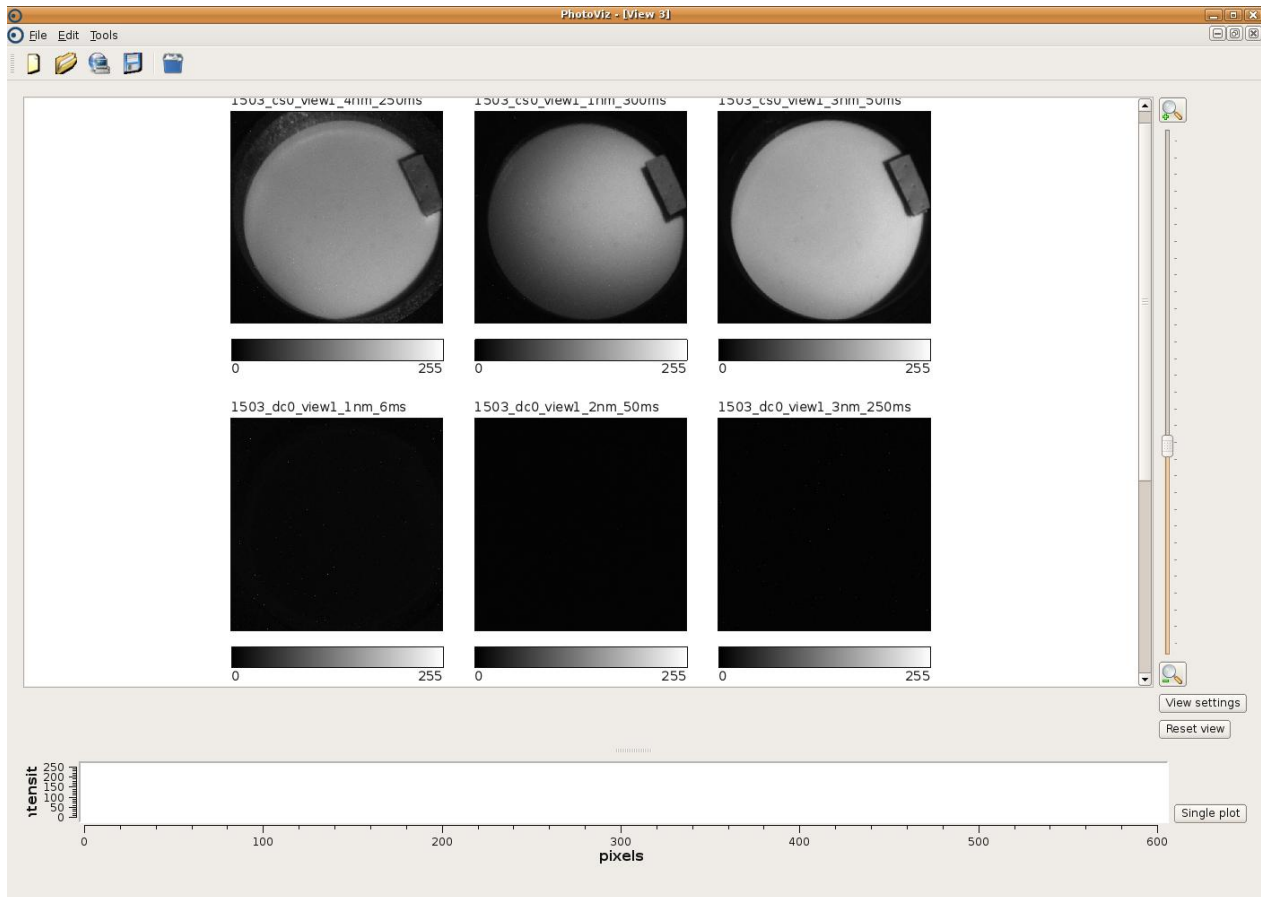 PhotoViz - [View 3]
File Edit Tools
1503_cs0_view1_4nm_250ms 1503_cs0_view1_1nm_300ms 1503_cs0_view1_3nm_50ms
0 255 0 255 0 255
1503_dc0_view1_1nm_6ms 1503_dc0_view1_2nm_50ms 1503_dc0_view1_3nm_250ms
0 255 0 255 0 255
View settings
Reset view
250
200
150
100
50
0
ntensit
Single plot
0 100 200 300 400 500 600
pixels